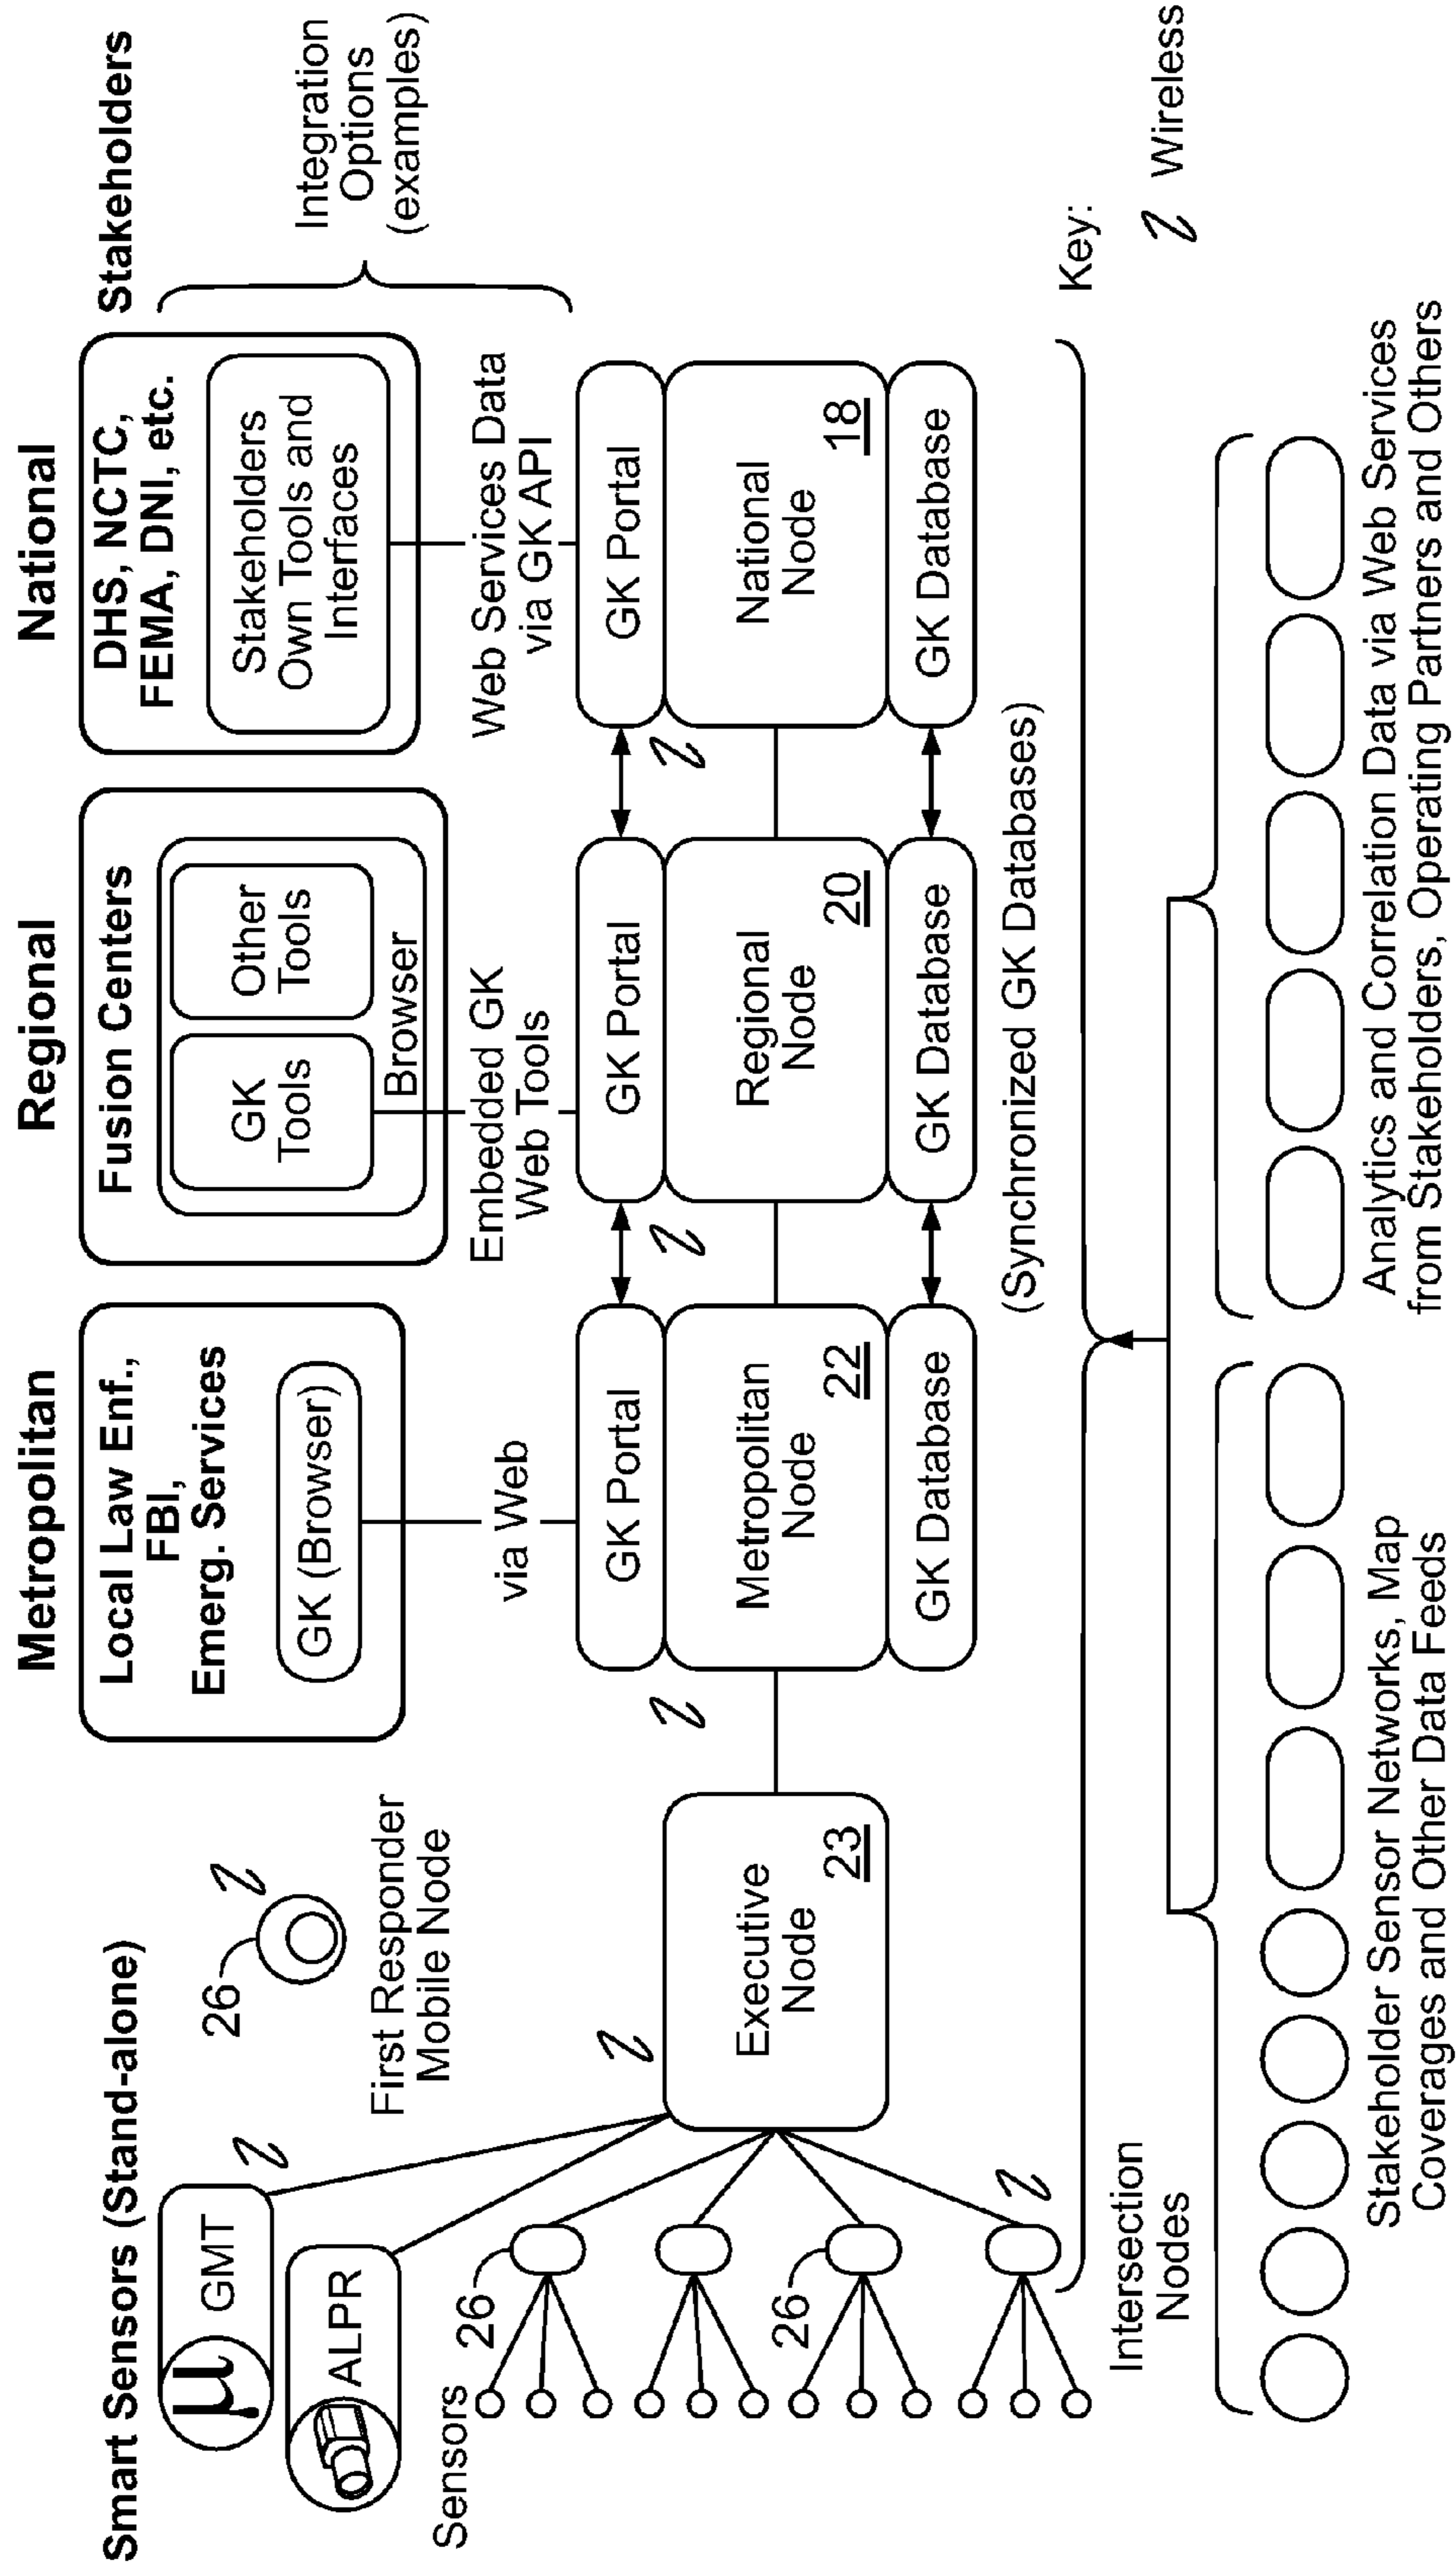 Metropolitan
Regional
National
Stakeholders
Smart Sensors (Stand-alone)
µ GMT
ALPR
26
First Responder
Mobile Node
Local Law Enf.,
FBI,
Emerg. Services
GK (Browser)
via Web
Fusion Centers
GK
Tools
Other
Tools
Browser
Embedded GK
Web Tools
DHS, NCTC,
FEMA, DNI, etc.
Stakeholders
Own Tools and
Interfaces
Web Services Data
via GK API
Integration
Options
(examples)
Sensors
26
26
Executive
Node
23
GK Portal
Metropolitan
Node
22
GK Database
GK Portal
Regional
Node
20
GK Database
GK Portal
National
Node
18
GK Database
(Synchronized GK Databases)
Intersection
Nodes
Key:
Wireless
Stakeholder Sensor Networks, Map
Coverages and Other Data Feeds
Analytics and Correlation Data via Web Services
from Stakeholders, Operating Partners and Others